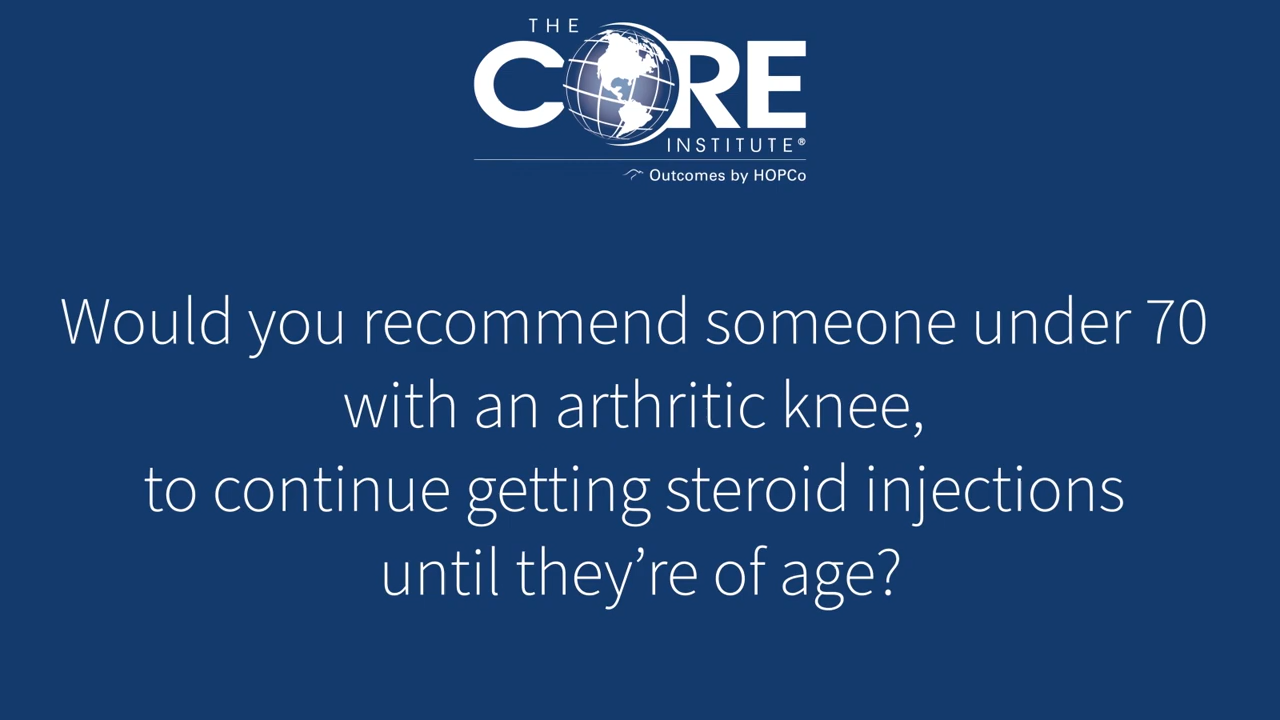 THE
CORE
INSTITUTE®
Outcomes by HOPCo
Would you recommend someone under 70
with an arthritic knee,
to continue getting steroid injections
until they’re of age?